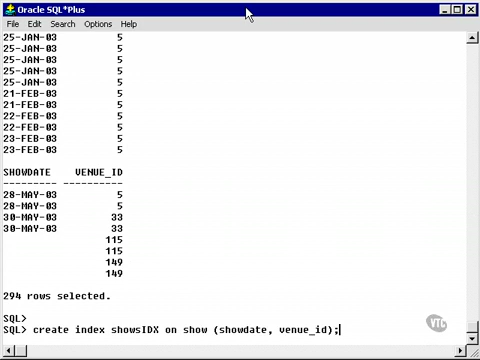 Oracle SQL*Plus
File Edit Search Options Help
25-JAN-03 5
25-JAN-03 5
25-JAN-03 5
25-JAN-03 5
25-JAN-03 5
21-FEB-03 5
21-FEB-03 5
22-FEB-03 5
22-FEB-03 5
23-FEB-03 5
23-FEB-03 5
SHOWDATE VENUE_ID
--------- ----------
28-MAY-03 5
28-MAY-03 5
30-MAY-03 33
30-MAY-03 33
115
115
149
149
294 rows selected.
SQL>
SQL> create index showsIDX on show (showdate, venue_id);
VTC